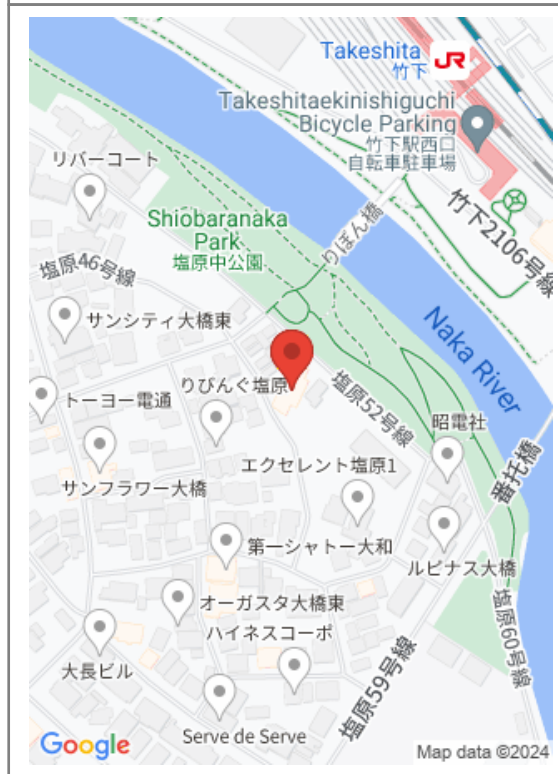 Takeshita
竹下
JR
Takeshitaekinishiguchi
Bicycle Parking
竹下駅西口
自転車駐車場
リバーコート
Shiobaranaka
Park
塩原中公園
りぼん橋
竹下2106号線
塩原46号線
サンシティ大橋東
Naka River
りびんぐ塩原
トーヨー電通
塩原52号線
昭電社
エクセレント塩原1
番托橋
サンフラワー大橋
第一シャトー大和
ルピナス大橋
オーガスタ大橋東
塩原60号線
ハイネスコーポ
大長ビル
塩原59号線
Serve de Serve
Google
Map data ©2024